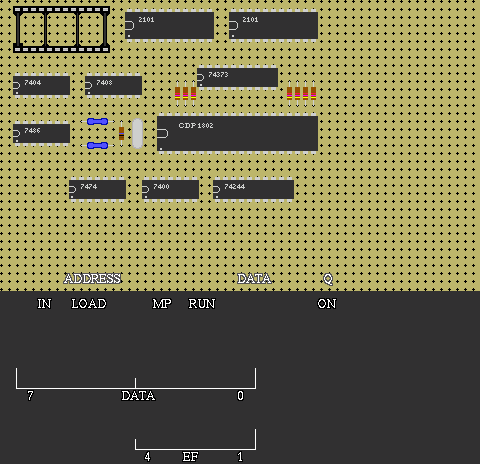 2101 2101
74373
7404 7408
7486 CDP1802
7474 7400 74244
ADDRESS DATA Q
IN LOAD MP RUN ON
7 DATA 0
4 EF 1